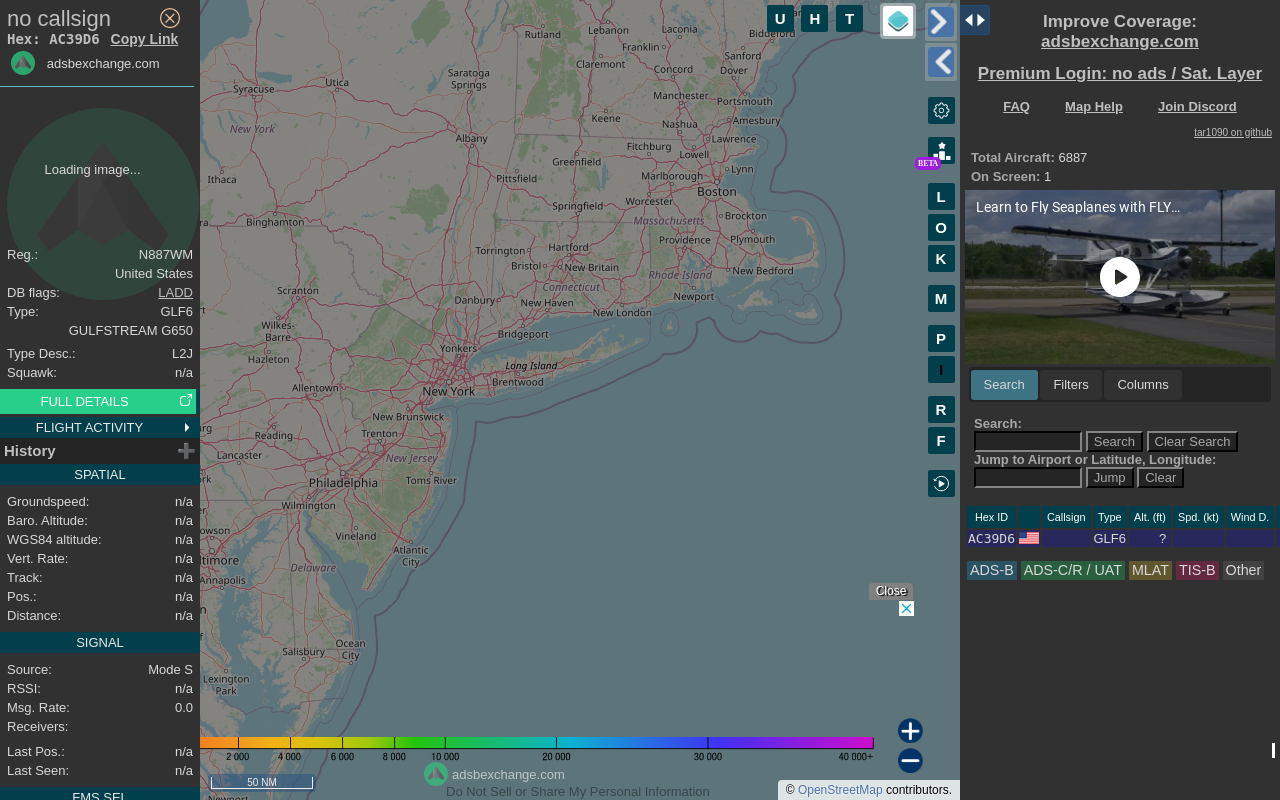 no callsign
Hex: AC39D6 Copy Link
adsbexchange.com
Loading image...
Reg.: N887WM
United States
DB flags: LADD
Type: GLF6
GULFSTREAM G650
Type Desc.: L2J
Squawk: n/a
FULL DETAILS
FLIGHT ACTIVITY
History
SPATIAL
Groundspeed: n/a
Baro. Altitude: n/a
WGS84 altitude: n/a
Vert. Rate: n/a
Track: n/a
Pos.: n/a
Distance: n/a
SIGNAL
Source: Mode S
RSSI: n/a
Msg. Rate: 0.0
Receivers:
Last Pos.: n/a
Last Seen: n/a
FMS SEL
U H T
BETA
L
O
K
M
P
I
R
F
Rutland
Lebanon
Laconia
Biddeford
Franklin
Claremont
Sanford
Concord
Dover
Saratoga
Springs
Utica
Syracuse
Manchester
Portsmouth
Keene
Amesbury
Nashua
New York
Albany
Lawrence
Fitchburg
Lowell
Greenfield
Lynn
Ithaca
Pittsfield
Marlborough
Boston
Worcester
Springfield
Massachusetts
Brockton
Binghamton
Hartford
Providence
Plymouth
Torrington
Bristol
New Britain
Rhode Island
New Bedford
Connecticut
Scranton
Danbury
New Haven
Newport
New London
Wilkes-
Barre
Bridgeport
Yonkers
Hazleton
Long Island
Brentwood
Allentown
New York
New Brunswick
Reading
Trenton
Lancaster
New Jersey
Philadelphia
Toms River
Wilmington
Vineland
Atlantic
City
Delaware
Annapolis
Ocean
City
Salisbury
Lexington
Park
Close
2 000 4 000 6 000 8 000 10 000 20 000 30 000 40 000+
50 NM
adsbexchange.com
Do Not Sell or Share My Personal Information
© OpenStreetMap contributors.
Improve Coverage:
adsbexchange.com
Premium Login: no ads / Sat. Layer
FAQ Map Help Join Discord
tar1090 on github
Total Aircraft: 6887
On Screen: 1
Learn to Fly Seaplanes with FLY...
Search Filters Columns
Search:
Search Clear Search
Jump to Airport or Latitude, Longitude:
Jump Clear
Hex ID Callsign Type Alt. (ft) Spd. (kt) Wind D.
AC39D6 GLF6 ?
ADS-B ADS-C/R / UAT MLAT TIS-B Other